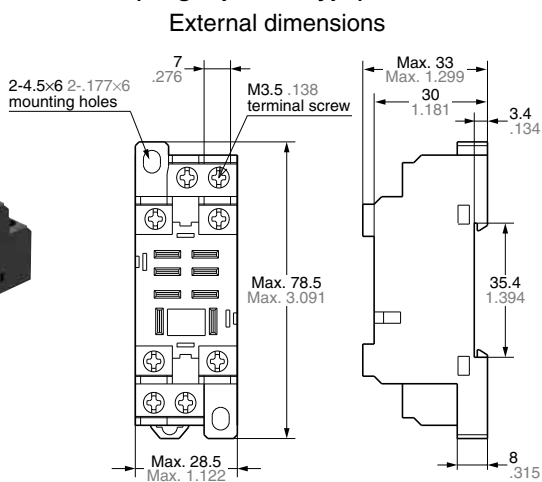 External dimensions
7
.276
Max. 33
Max. 1.299
2-4.5×6 2-.177×6
mounting holes
M3.5 .138
terminal screw
30
1.181
3.4
.134
Max. 78.5
Max. 3.091
35.4
1.394
Max. 28.5
Max. 1.122
8
.315